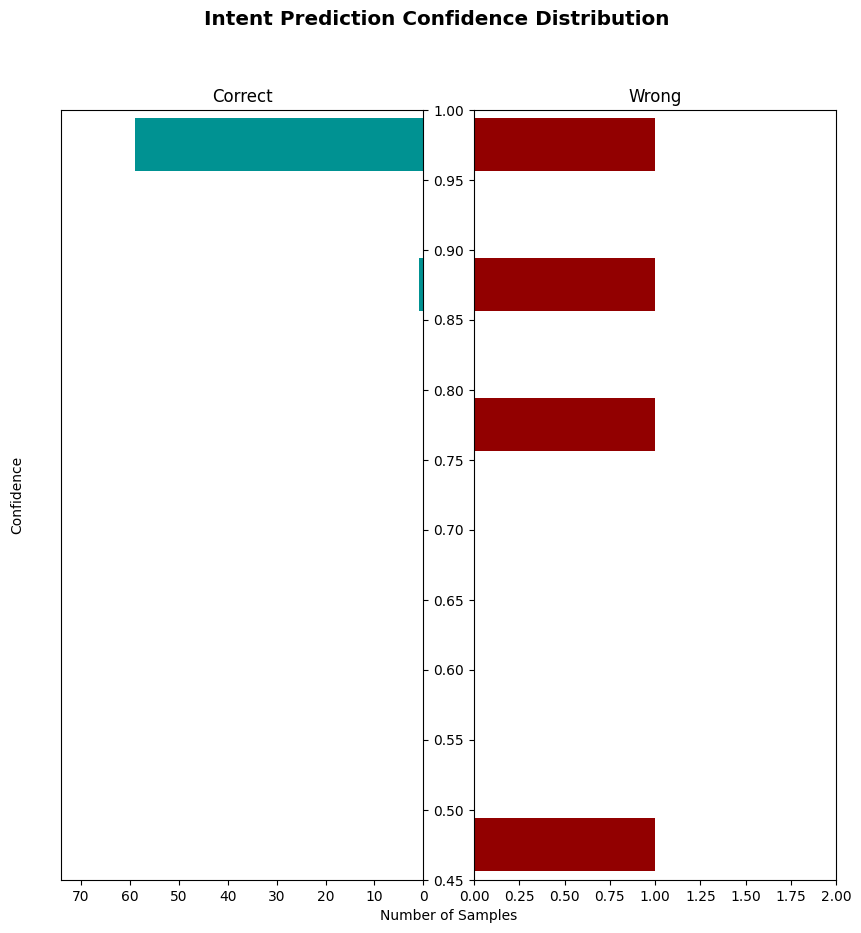 Intent Prediction Confidence Distribution
Correct
Wrong
1.00
0.95
0.90
0.85
0.80
0.75
0.70
0.65
0.60
0.55
0.50
0.45
Confidence
70 60 50 40 30 20 10 0
0.00 0.25 0.50 0.75 1.00 1.25 1.50 1.75 2.00
Number of Samples